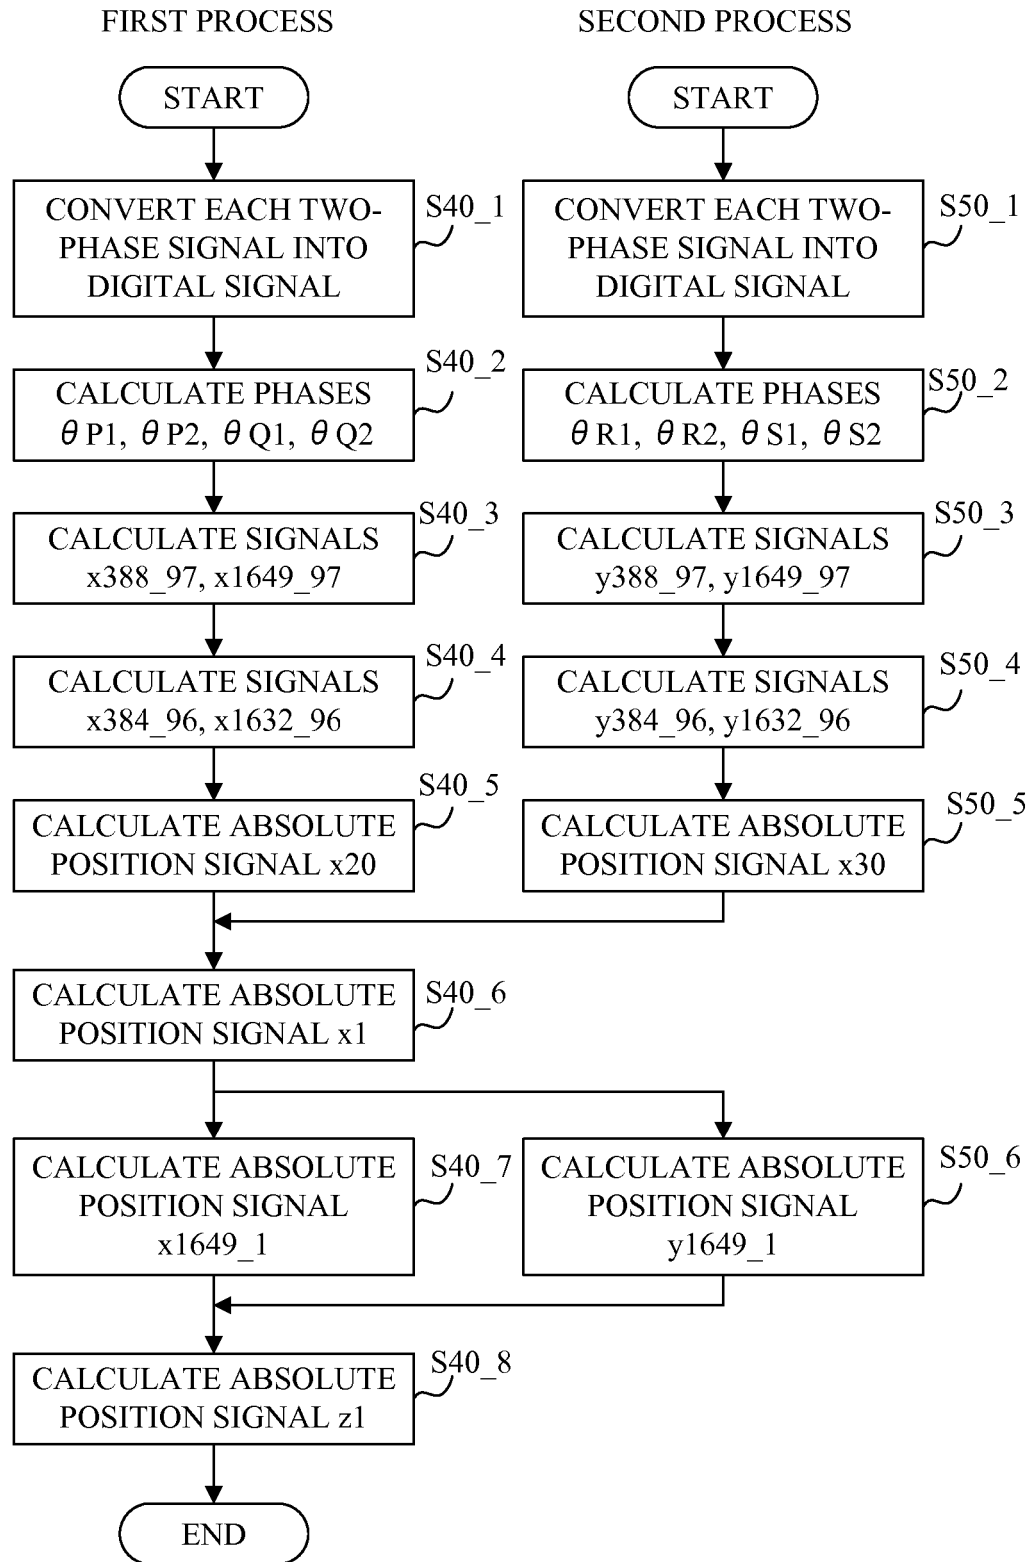 FIRST PROCESS
SECOND PROCESS
START
START
CONVERT EACH TWO-
PHASE SIGNAL INTO
DIGITAL SIGNAL
S40_1
CONVERT EACH TWO-
PHASE SIGNAL INTO
DIGITAL SIGNAL
S50_1
CALCULATE PHASES
θP1, θP2, θQ1, θQ2
S40_2
CALCULATE PHASES
θR1, θR2, θS1, θS2
S50_2
CALCULATE SIGNALS
x388_97, x1649_97
S40_3
CALCULATE SIGNALS
y388_97, y1649_97
S50_3
CALCULATE SIGNALS
x384_96, x1632_96
S40_4
CALCULATE SIGNALS
y384_96, y1632_96
S50_4
CALCULATE ABSOLUTE
POSITION SIGNAL x20
S40_5
CALCULATE ABSOLUTE
POSITION SIGNAL x30
S50_5
CALCULATE ABSOLUTE
POSITION SIGNAL x1
S40_6
CALCULATE ABSOLUTE
POSITION SIGNAL
x1649_1
S40_7
CALCULATE ABSOLUTE
POSITION SIGNAL
y1649_1
S50_6
CALCULATE ABSOLUTE
POSITION SIGNAL z1
S40_8
END